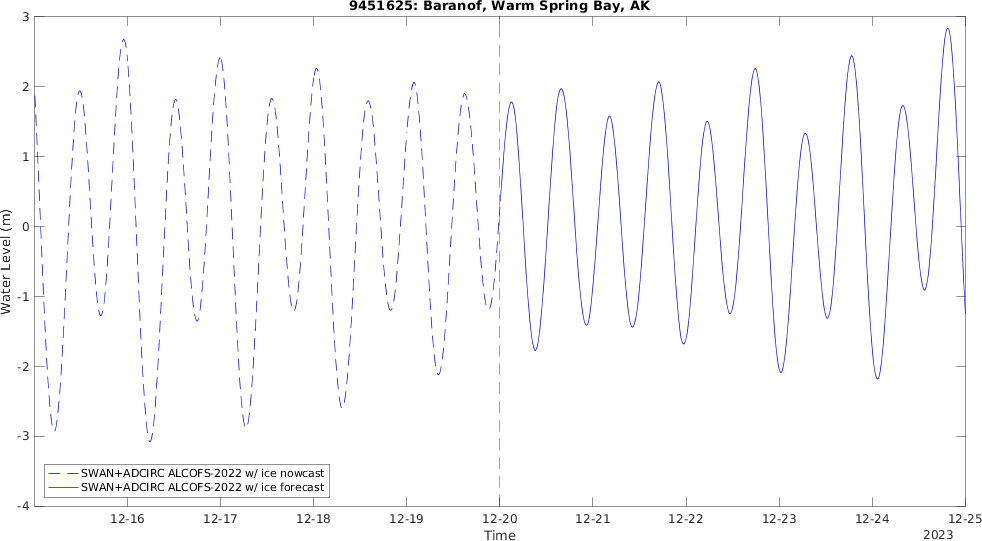 9451625: Baranof, Warm Spring Bay, AK
3
2
1
0
-1
-2
-3
-4
Water Level (m)
SWAN+ADCIRC ALCOFS-2022 w/ ice nowcast
SWAN+ADCIRC ALCOFS-2022 w/ ice forecast
12-16 12-17 12-18 12-19 12-20 12-21 12-22 12-23 12-24 12-25
Time
2023